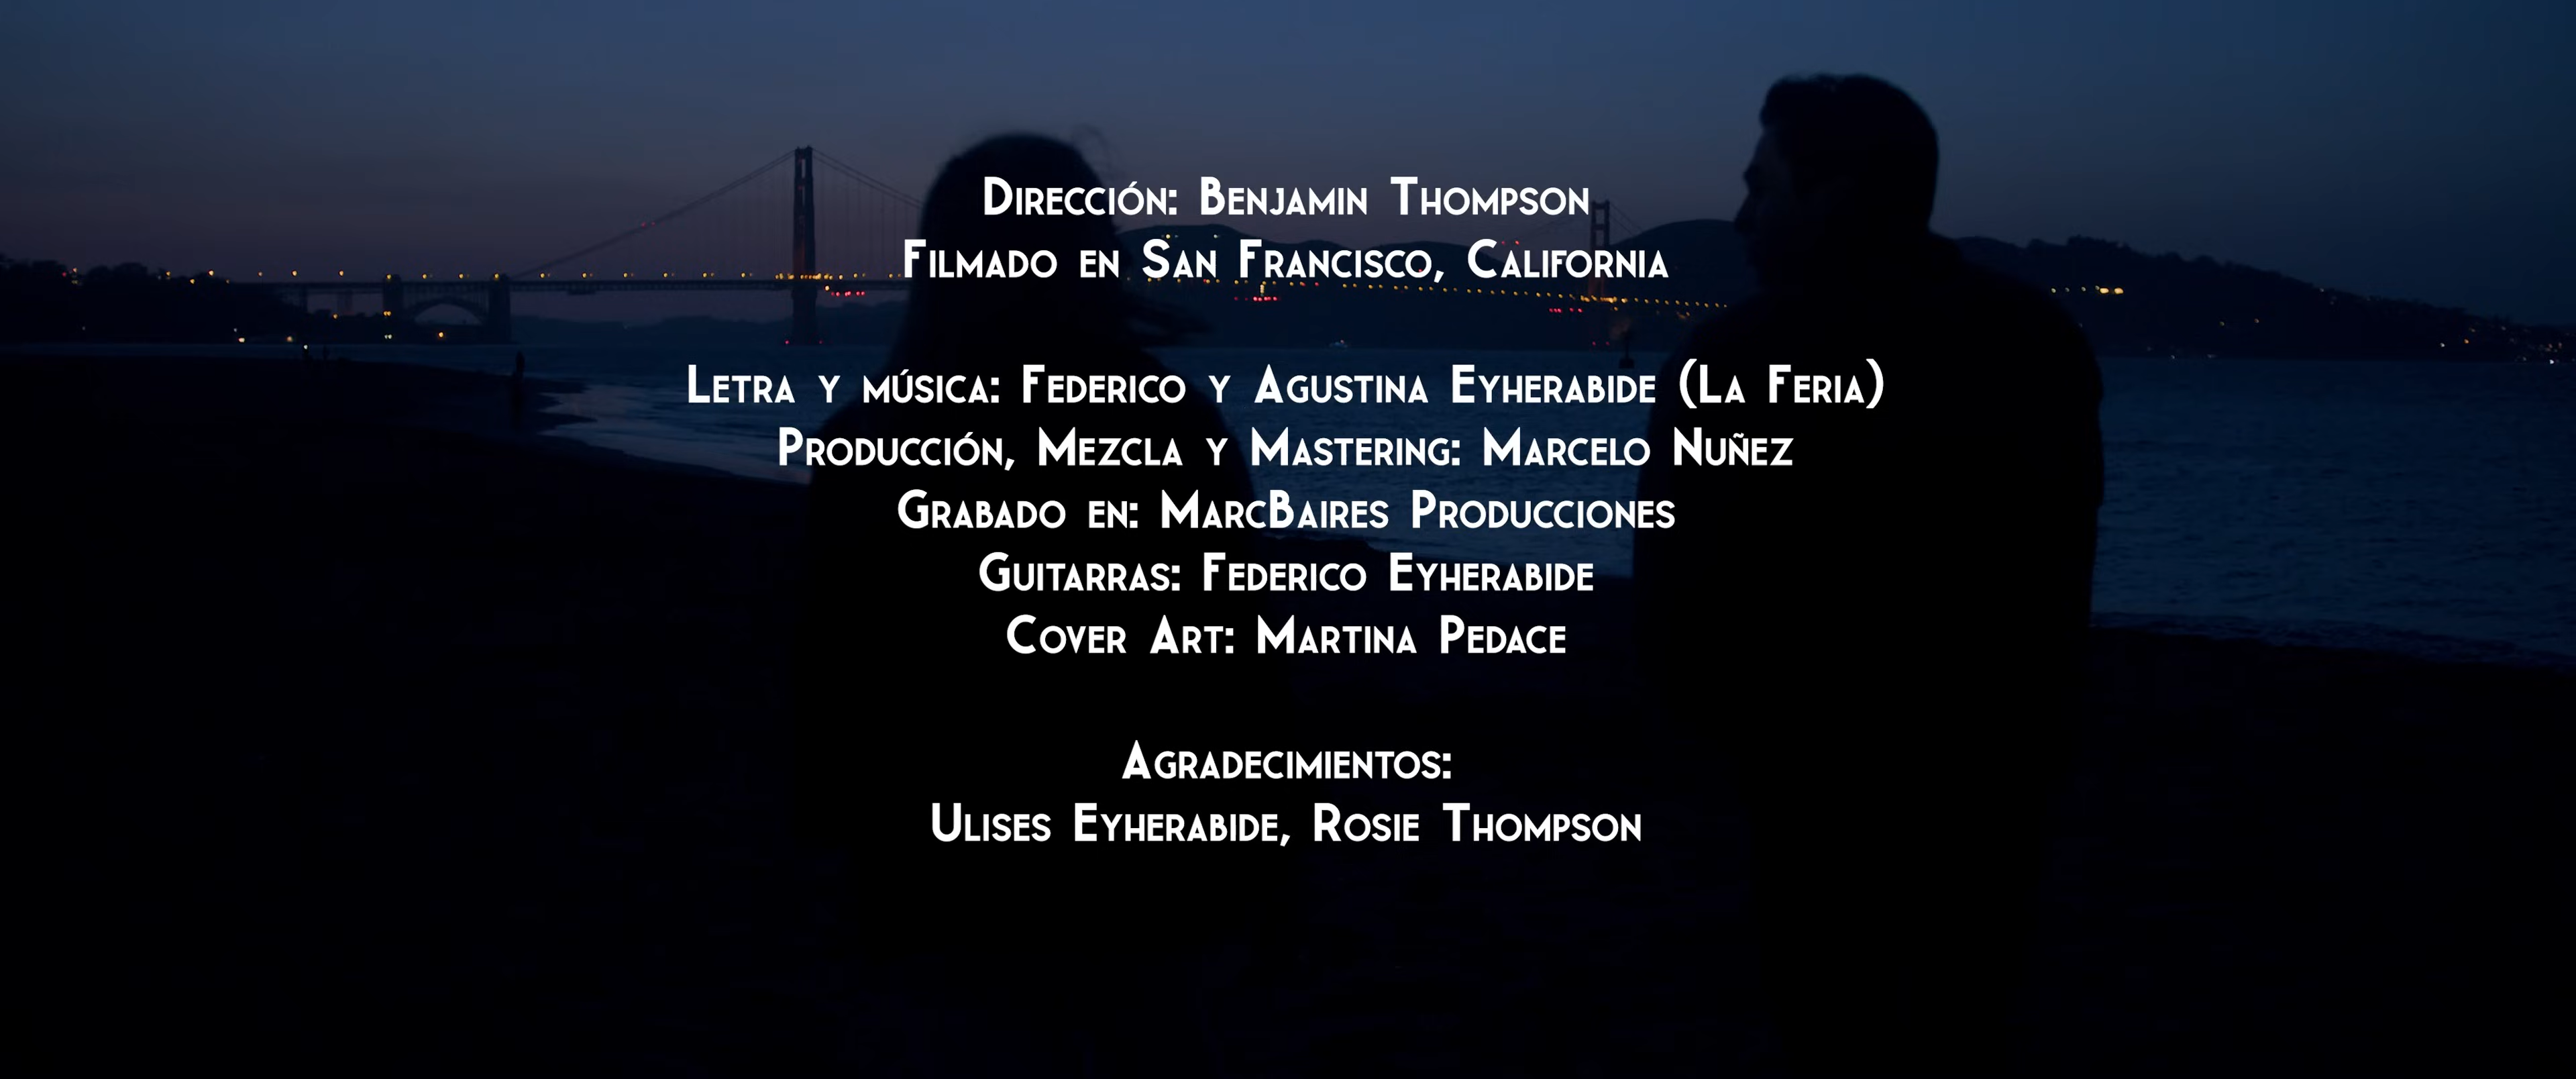 Dirección: Benjamin Thompson
Filmado en San Francisco, California
Letra y música: Federico y Agustina Eyherabide (La Feria)
Producción, Mezcla y Mastering: Marcelo Nuñez
Grabado en: MarcBaires Producciones
Guitarras: Federico Eyherabide
Cover Art: Martina Pedace
Agradecimientos:
Ulises Eyherabide, Rosie Thompson